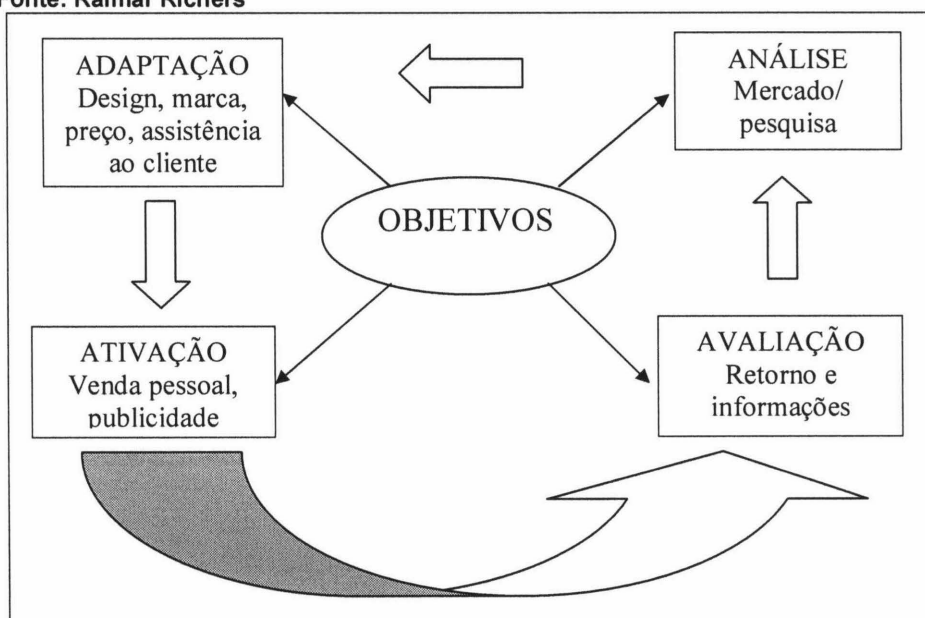 Fonte: Raimar Richers
ADAPTAÇÃO
Design, marca,
preço, assistência
ao cliente
ANÁLISE
Mercado/
pesquisa
OBJETIVOS
ATIVAÇÃO
Venda pessoal,
publicidade
AVALIAÇÃO
Retorno e
informações